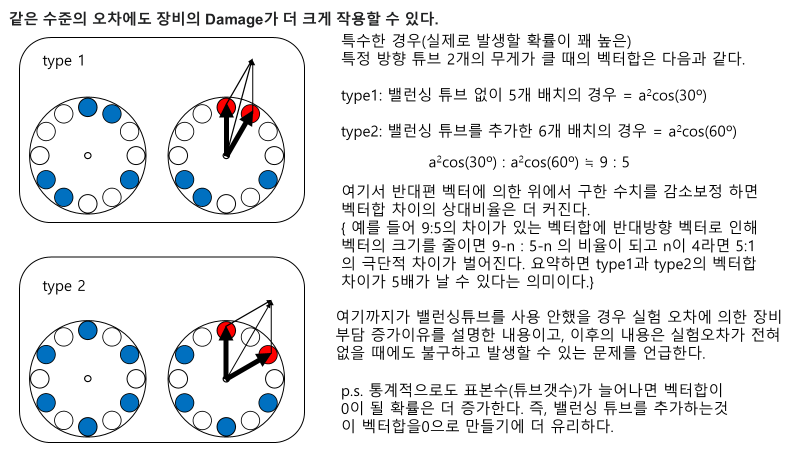 같은 수준의 오차에도 장비의 Damage가 더 크게 작용할 수 있다.
type 1
특수한 경우(실제로 발생할 확률이 꽤 높은)
특정 방향 튜브 2개의 무게가 클 때의 벡터합은 다음과 같다.
type1: 밸런싱 튜브 없이 5개 배치의 경우 = a²cos(30º)
type2: 밸런싱 튜브를 추가한 6개 배치의 경우 = a²cos(60º)
a²cos(30º) : a²cos(60º) ≒ 9 : 5
여기서 반대편 벡터에 의한 위에서 구한 수치를 감소보정 하면
벡터합 차이의 상대비율은 더 커진다.
{ 예를 들어 9:5의 차이가 있는 벡터합에 반대방향 벡터로 인해
벡터의 크기를 줄이면 9-n : 5-n 의 비율이 되고 n이 4라면 5:1
의 극단적 차이가 벌어진다. 요약하면 type1과 type2의 벡터합
차이가 5배가 날 수 있다는 의미이다.}
type 2
여기까지가 밸런싱튜브를 사용 안했을 경우 실험 오차에 의한 장비
부담 증가이유를 설명한 내용이고, 이후의 내용은 실험오차가 전혀
없을 때에도 불구하고 발생할 수 있는 문제를 언급한다.
p.s. 통계적으로도 표본수(튜브갯수)가 늘어나면 벡터합이
0이 될 확률은 더 증가한다. 즉, 밸런싱 튜브를 추가하는것
이 벡터합을0으로 만들기에 더 유리하다.